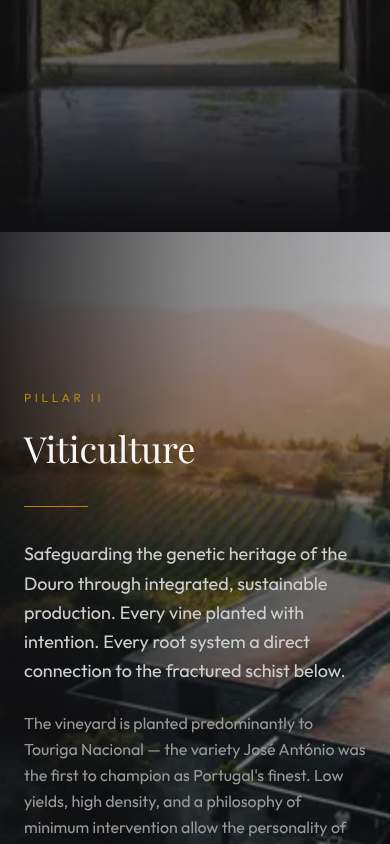 PILLAR II
Viticulture
Safeguarding the genetic heritage of the
Douro through integrated, sustainable
production. Every vine planted with
intention. Every root system a direct
connection to the fractured schist below.
The vineyard is planted predominantly to
Touriga Nacional — the variety José António was
the first to champion as Portugal's finest. Low
yields, high density, and a philosophy of
minimum intervention allow the personality of